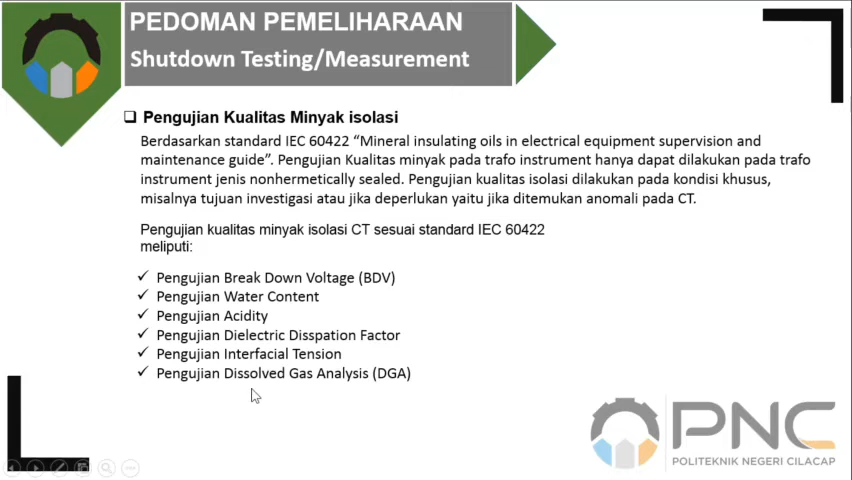 PEDOMAN PEMELIHARAAN
Shutdown Testing/Measurement
Pengujian Kualitas Minyak isolasi
Berdasarkan standard IEC 60422 “Mineral insulating oils in electrical equipment supervision and
maintenance guide”. Pengujian Kualitas minyak pada trafo instrument hanya dapat dilakukan pada trafo
instrument jenis nonhermetically sealed. Pengujian kualitas isolasi dilakukan pada kondisi khusus,
misalnya tujuan investigasi atau jika deperlukan yaitu jika ditemukan anomali pada CT.
Pengujian kualitas minyak isolasi CT sesuai standard IEC 60422
meliputi:
Pengujian Break Down Voltage (BDV)
Pengujian Water Content
Pengujian Acidity
Pengujian Dielectric Disspation Factor
Pengujian Interfacial Tension
Pengujian Dissolved Gas Analysis (DGA)
PNC
POLITEKNIK NEGERI CILACAP